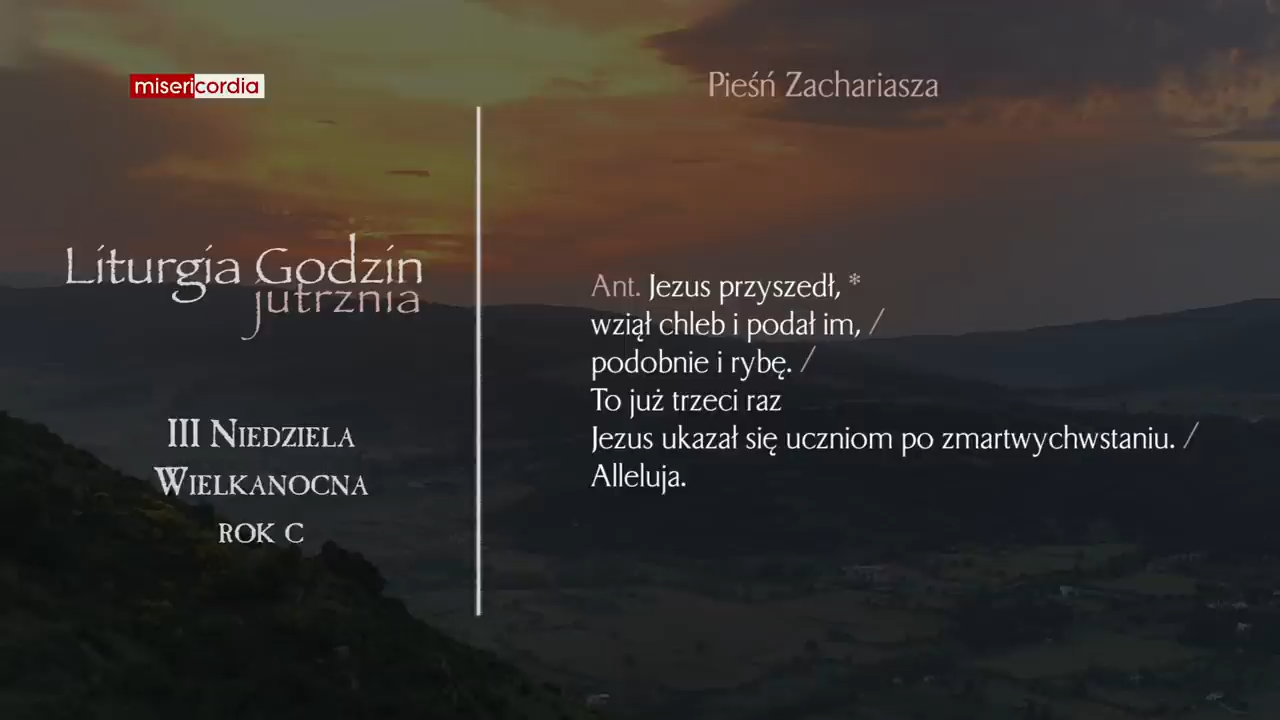 misericordia
Pieśń Zachariasza
Liturgia Godzin
jutrznia
III Niedziela
Wielkanocna
rok C
Ant. Jezus przyszedł, *
wziął chleb i podał im, /
podobnie i rybę. /
To już trzeci raz
Jezus ukazał się uczniom po zmartwychwstaniu. /
Alleluja.